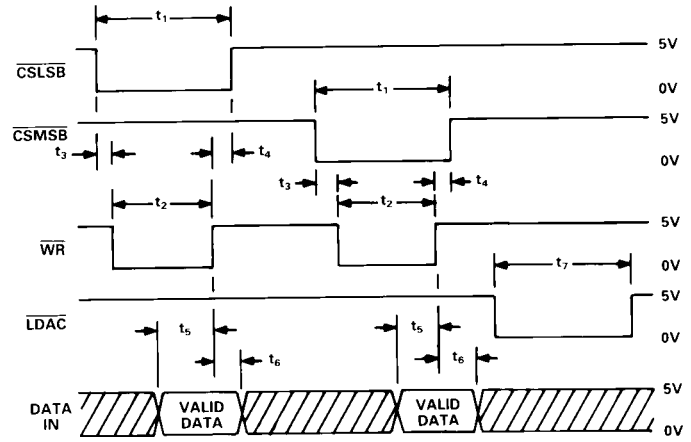 t1
5V
CSLSB
0V
t1
5V
CSMSB
0V
t3
t4
t3
t4
t2
t2
5V
WR
0V
t7
5V
LDAC
0V
t5
t6
t5
t6
5V
DATA IN
VALID DATA
VALID DATA
0V